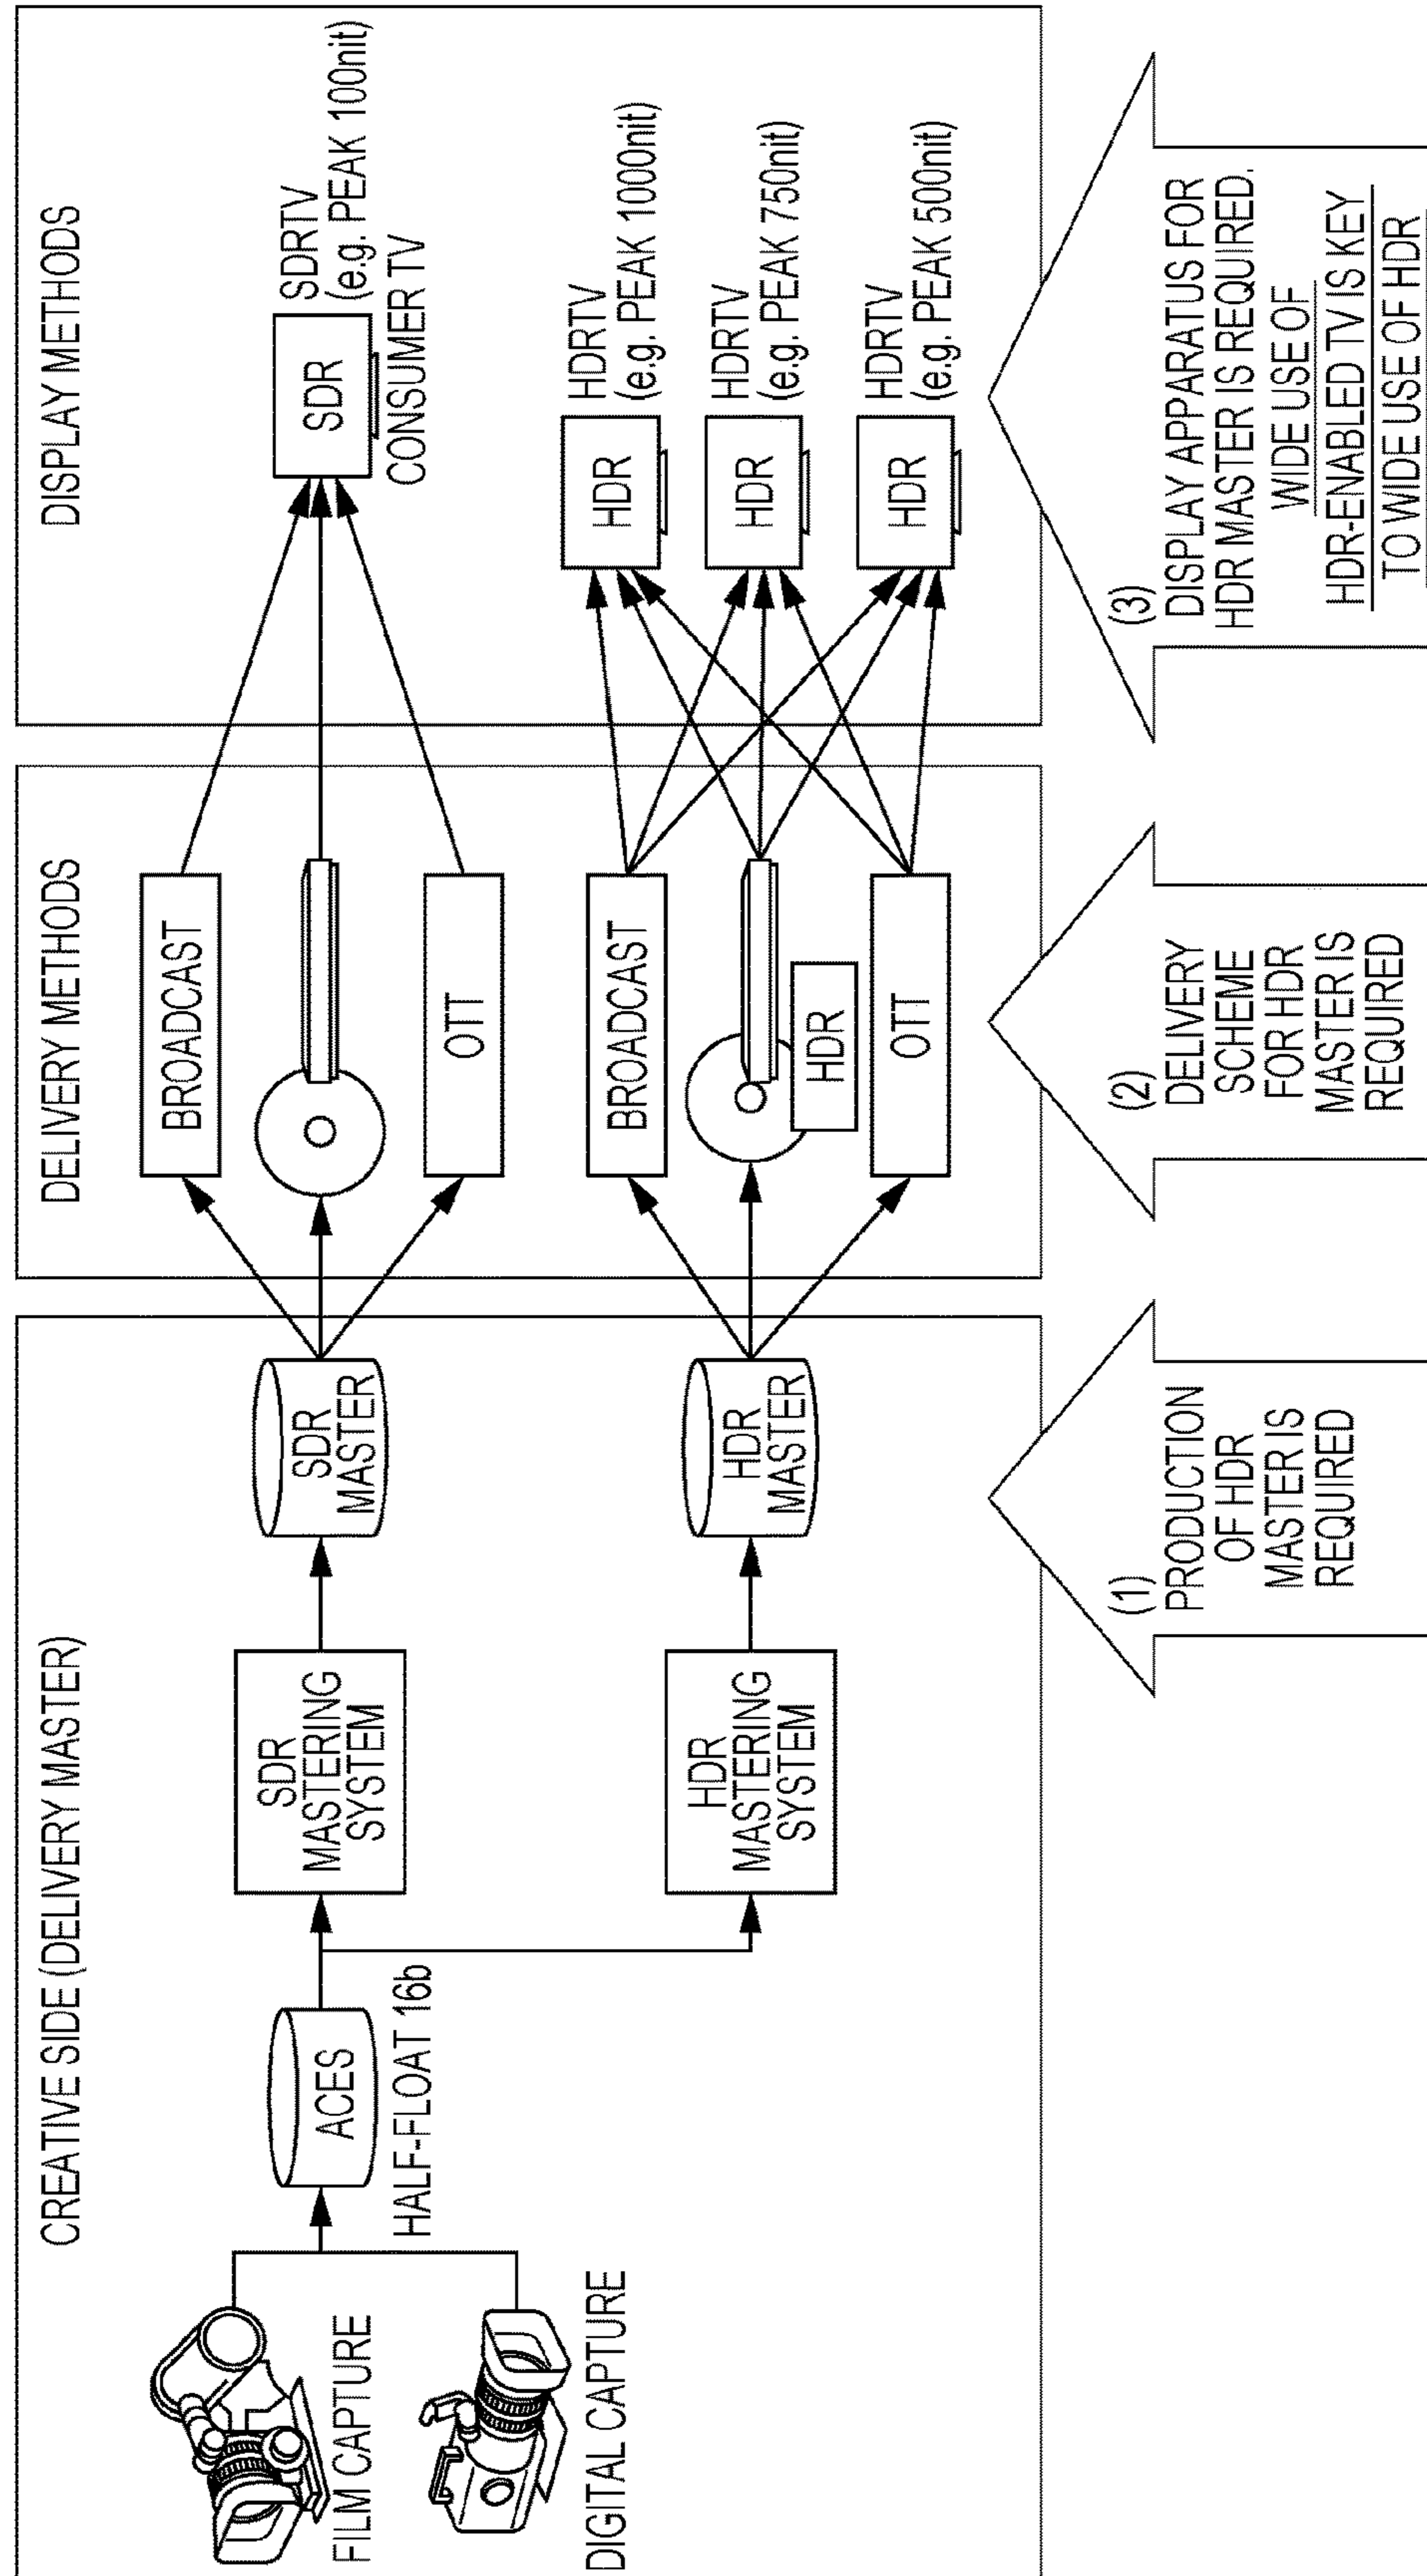 CREATIVE SIDE (DELIVERY MASTER)
FILM CAPTURE
DIGITAL CAPTURE
ACES
HALF-FLOAT 16b
SDR
MASTERING
SYSTEM
SDR
MASTER
HDR
MASTERING
SYSTEM
HDR
MASTER
DELIVERY METHODS
BROADCAST
OTT
BROADCAST
HDR
OTT
DISPLAY METHODS
SDR
SDRTV
(e.g. PEAK 100nit)
CONSUMER TV
HDR
HDRTV
(e.g. PEAK 1000nit)
HDR
HDRTV
(e.g. PEAK 750nit)
HDR
HDRTV
(e.g. PEAK 500nit)
(1)
PRODUCTION
OF HDR
MASTER IS
REQUIRED
(2)
DELIVERY
SCHEME
FOR HDR
MASTER IS
REQUIRED
(3)
DISPLAY APPARATUS FOR
HDR MASTER IS REQUIRED.
WIDE USE OF
HDR-ENABLED TV IS KEY
TO WIDE USE OF HDR